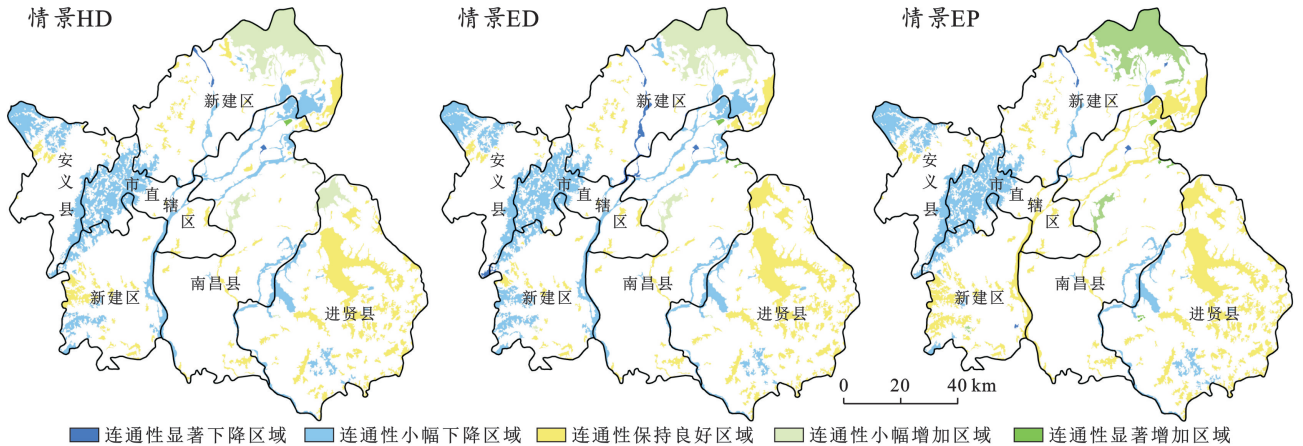 情景HD
情景ED
情景EP
新建区
安义县
市直辖区
南昌县
新建区
进贤县
新建区
安义县
市直辖区
南昌县
新建区
进贤县
新建区
安义县
市直辖区
南昌县
新建区
进贤县
0 20 40 km
连通性显著下降区域 连通性小幅下降区域 连通性保持良好区域 连通性小幅增加区域 连通性显著增加区域